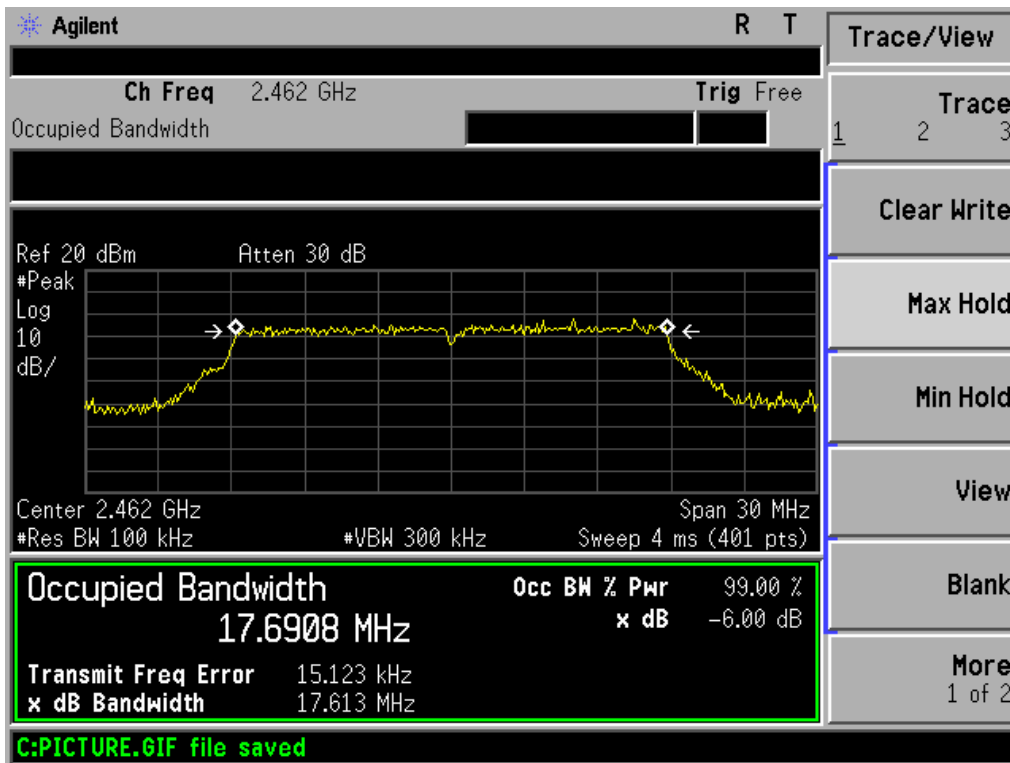 Agilent R T
Ch Freq 2.462 GHz Trig Free
Occupied Bandwidth
Ref 20 dBm Atten 30 dB
#Peak
Log
10
dB/
Center 2.462 GHz Span 30 MHz
#Res BW 100 kHz #VBW 300 kHz Sweep 4 ms (401 pts)
Occupied Bandwidth Occ BW % Pwr 99.00 %
17.6908 MHz x dB -6.00 dB
Transmit Freq Error 15.123 kHz
x dB Bandwidth 17.613 MHz
C:PICTURE.GIF file saved
Trace/View
Trace
1 2 3
Clear Write
Max Hold
Min Hold
View
Blank
More
1 of 2